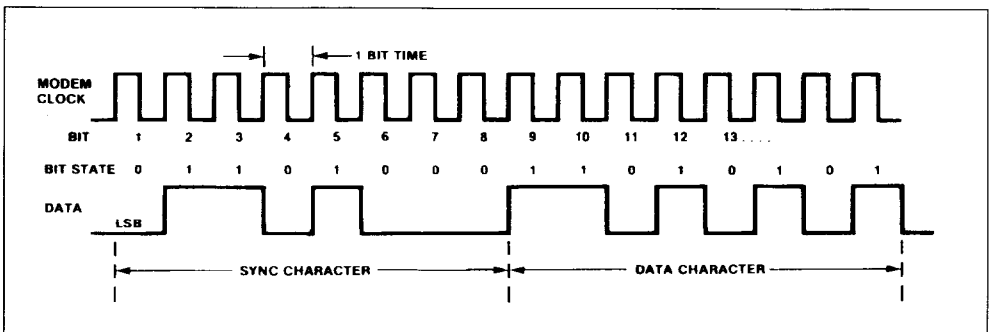 1 BIT TIME
MODEM
CLOCK
BIT 1 2 3 4 5 6 7 8 9 10 11 12 13 ....
BIT STATE 0 1 1 0 1 0 0 0 1 1 0 1 0 1 0 1
DATA
LSB
SYNC CHARACTER DATA CHARACTER